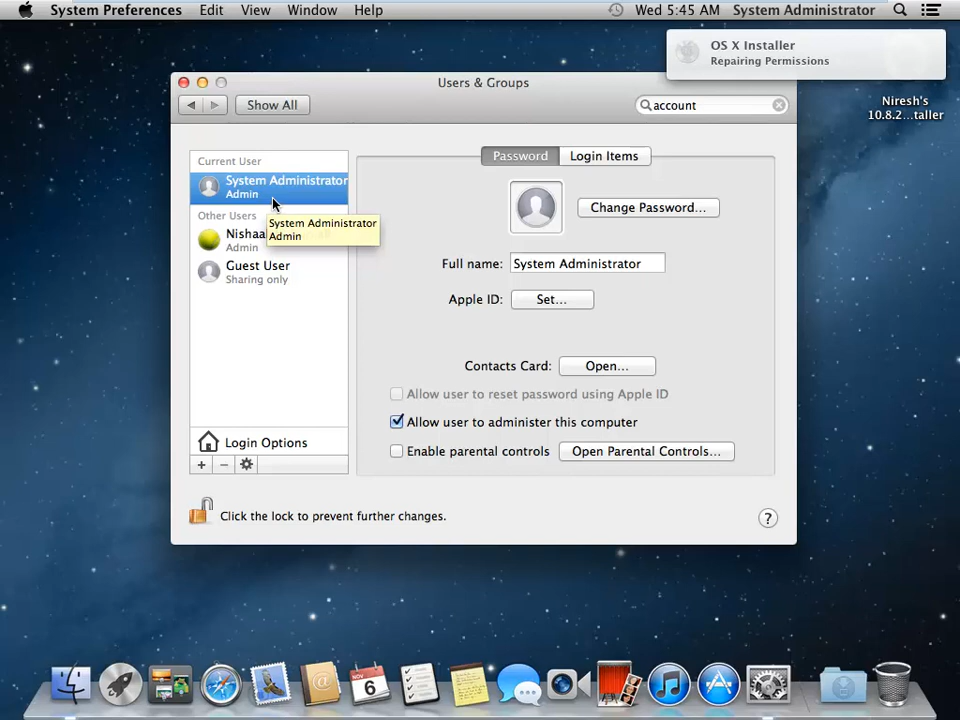 System Preferences Edit View Window Help Wed 5:45 AM System Administrator
OS X Installer
Repairing Permissions
Niresh's
10.8.2...taller
Users & Groups
Show All
account
Current User
System Administrator
Admin
Other Users
Nishaa
Admin
Guest User
Sharing only
System Administrator
Admin
Login Options
+ −
Password Login Items
Change Password...
Full name: System Administrator
Apple ID: Set...
Contacts Card: Open...
Allow user to reset password using Apple ID
Allow user to administer this computer
Enable parental controls Open Parental Controls...
Click the lock to prevent further changes.
?
NOV
6